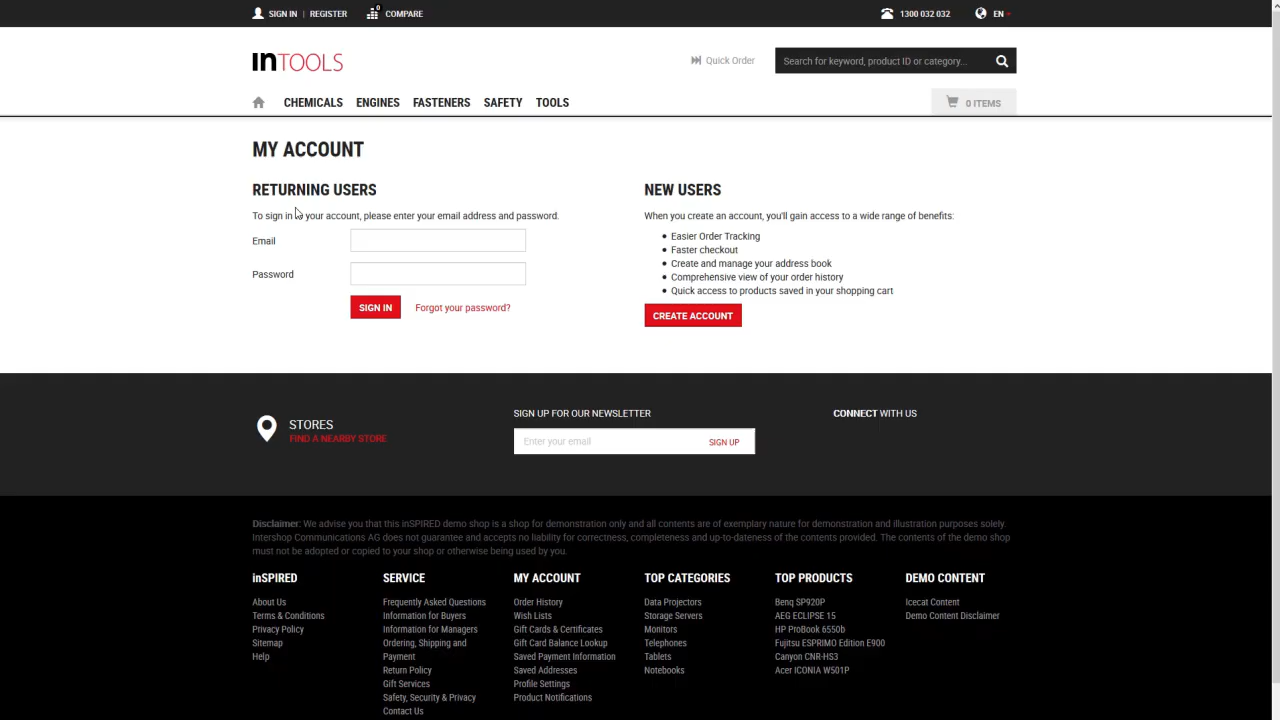 SIGN IN | REGISTER 0 COMPARE 1300 032 032 EN
inTOOLS Quick Order Search for keyword, product ID or category...
CHEMICALS ENGINES FASTENERS SAFETY TOOLS 0 ITEMS
MY ACCOUNT
RETURNING USERS
To sign in to your account, please enter your email address and password.
Email
Password
SIGN IN Forgot your password?
NEW USERS
When you create an account, you'll gain access to a wide range of benefits:
Easier Order Tracking
Faster checkout
Create and manage your address book
Comprehensive view of your order history
Quick access to products saved in your shopping cart
CREATE ACCOUNT
STORES
FIND A NEARBY STORE
SIGN UP FOR OUR NEWSLETTER
Enter your email SIGN UP
CONNECT WITH US
Disclaimer: We advise you that this inSPIRED demo shop is a shop for demonstration only and all contents are of exemplary nature for demonstration and illustration purposes solely.
Intershop Communications AG does not guarantee and accepts no liability for correctness, completeness and up-to-dateness of the contents provided. The contents of the demo shop
must not be adopted or copied to your shop or otherwise being used by you.
inSPIRED
About Us
Terms & Conditions
Privacy Policy
Sitemap
Help
SERVICE
Frequently Asked Questions
Information for Buyers
Information for Managers
Ordering, Shipping and
Payment
Return Policy
Gift Services
Safety, Security & Privacy
Contact Us
MY ACCOUNT
Order History
Wish Lists
Gift Cards & Certificates
Gift Card Balance Lookup
Saved Payment Information
Saved Addresses
Profile Settings
Product Notifications
TOP CATEGORIES
Data Projectors
Storage Servers
Monitors
Telephones
Tablets
Notebooks
TOP PRODUCTS
Benq SP920P
AEG ECLIPSE 15
HP ProBook 6550b
Fujitsu ESPRIMO Edition E900
Canyon CNR-HS3
Acer ICONIA W501P
DEMO CONTENT
Icecat Content
Demo Content Disclaimer